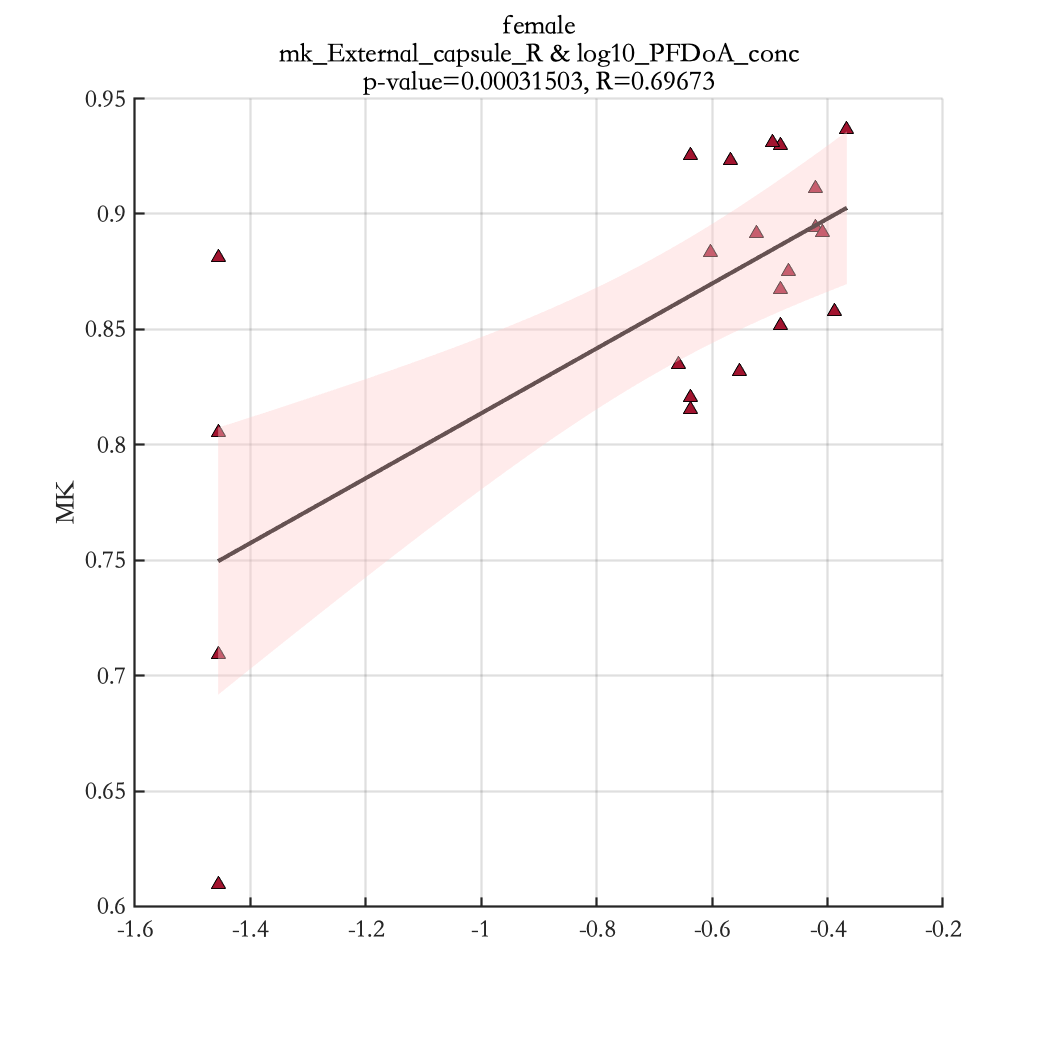 female
mk_External_capsule_R & log10_PFDoA_conc
p-value=0.00031503, R=0.69673
0.95
0.9
0.85
0.8
0.75
0.7
0.65
0.6
MK
-1.6 -1.4 -1.2 -1 -0.8 -0.6 -0.4 -0.2